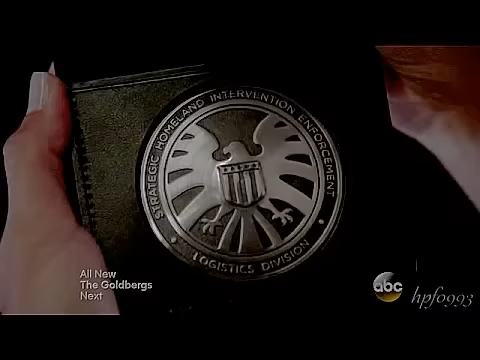 STRATEGIC HOMELAND INTERVENTION ENFORCEMENT
LOGISTICS DIVISION
All New
The Goldbergs
Next
abc
hpf0993